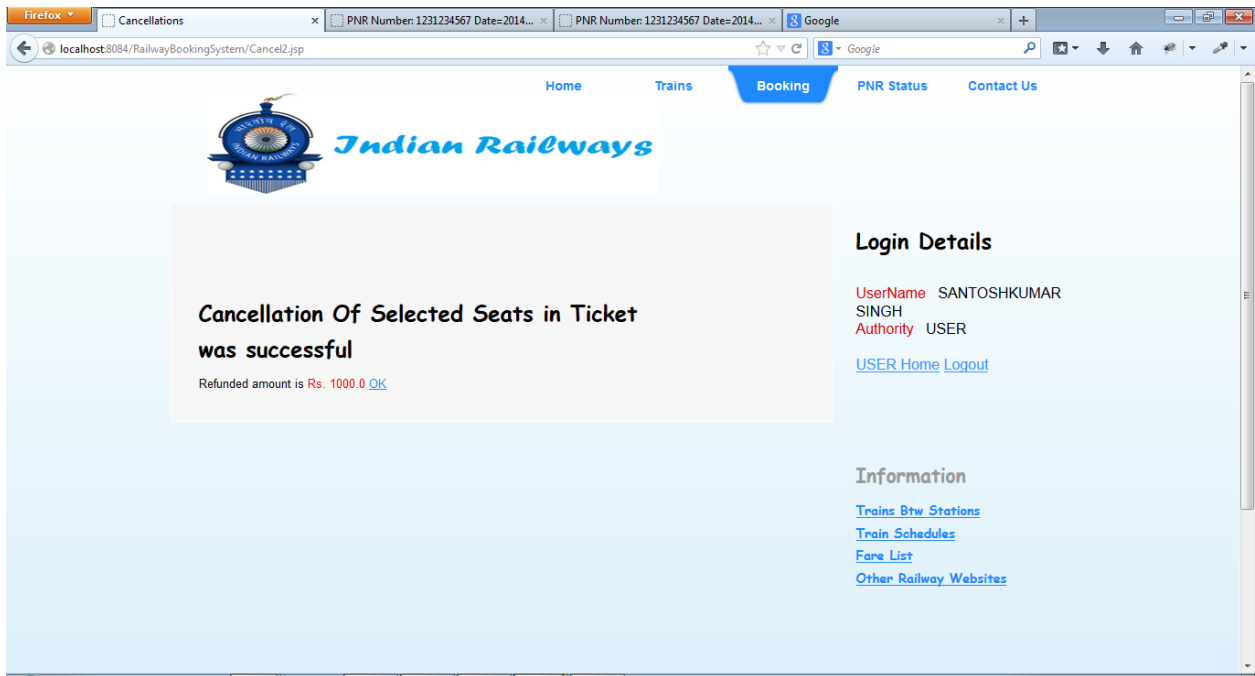 Firefox
Cancellations
PNR Number: 1231234567 Date=2014...
PNR Number: 1231234567 Date=2014...
Google
localhost:8084/RailwayBookingSystem/Cancel2.jsp
Google
Home Trains Booking PNR Status Contact Us
भारतीय रेल
INDIAN RAILWAYS
Indian Railways
Cancellation Of Selected Seats in Ticket
was successful
Refunded amount is Rs. 1000.0 OK
Login Details
UserName SANTOSHKUMAR
SINGH
Authority USER
USER Home Logout
Information
Trains Btw Stations
Train Schedules
Fare List
Other Railway Websites